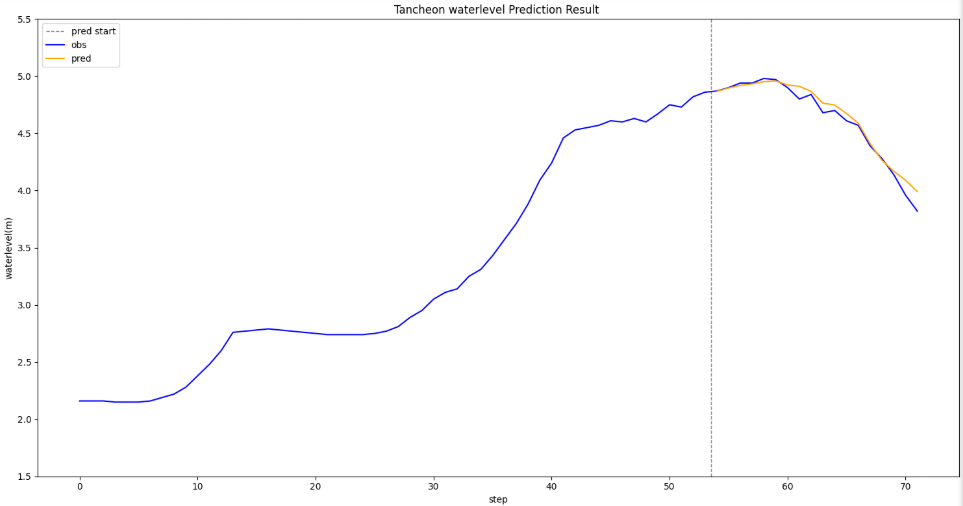 Tancheon waterlevel Prediction Result
pred start
obs
pred
5.5
5.0
4.5
4.0
3.5
3.0
2.5
2.0
1.5
waterlevel(m)
0 10 20 30 40 50 60 70
step